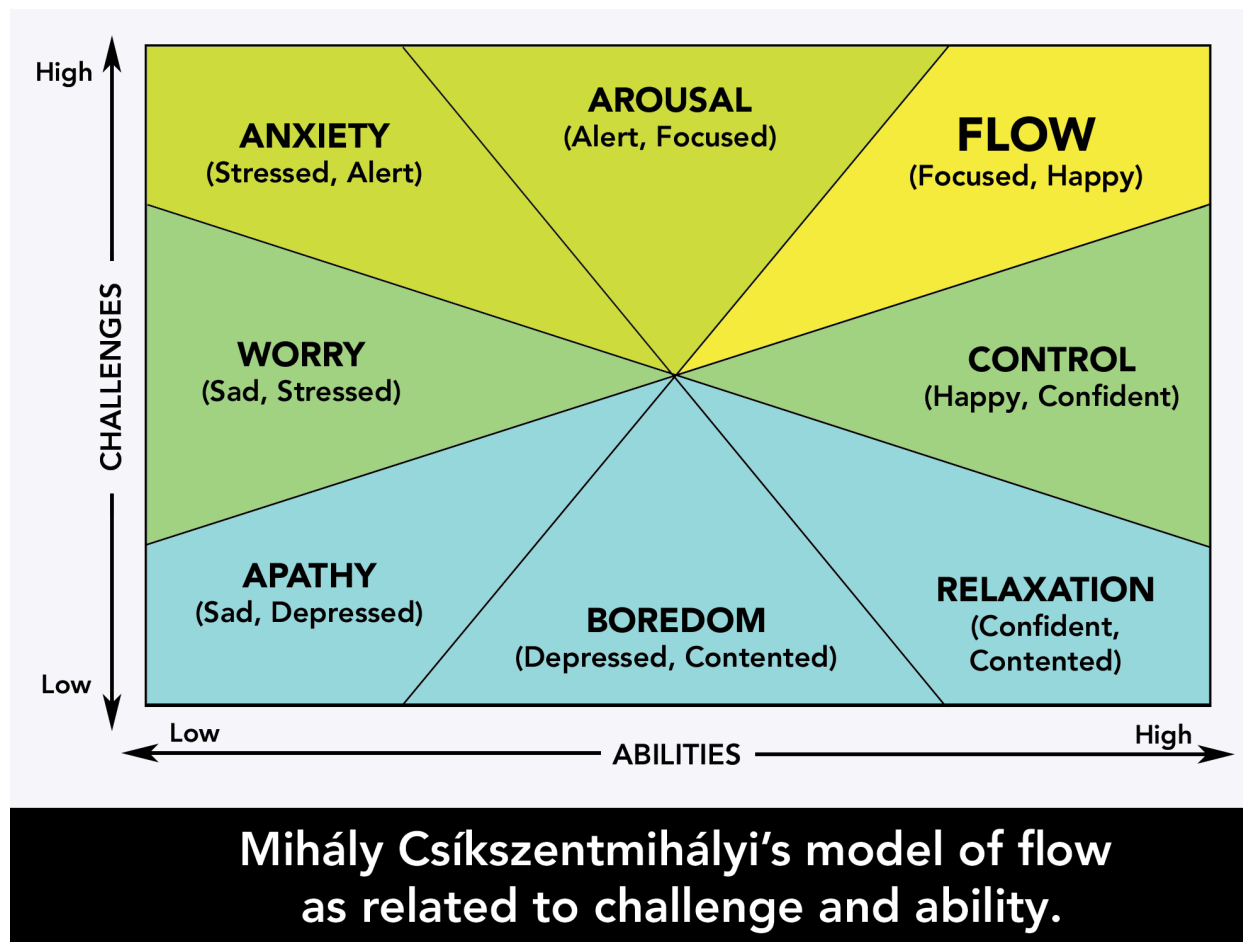 High
ANXIETY
(Stressed, Alert)
AROUSAL
(Alert, Focused)
FLOW
(Focused, Happy)
CHALLENGES
WORRY
(Sad, Stressed)
CONTROL
(Happy, Confident)
APATHY
(Sad, Depressed)
BOREDOM
(Depressed, Contented)
RELAXATION
(Confident,
Contented)
Low
Low
ABILITIES
High
Mihály Csíkszentmihályi’s model of flow
as related to challenge and ability.